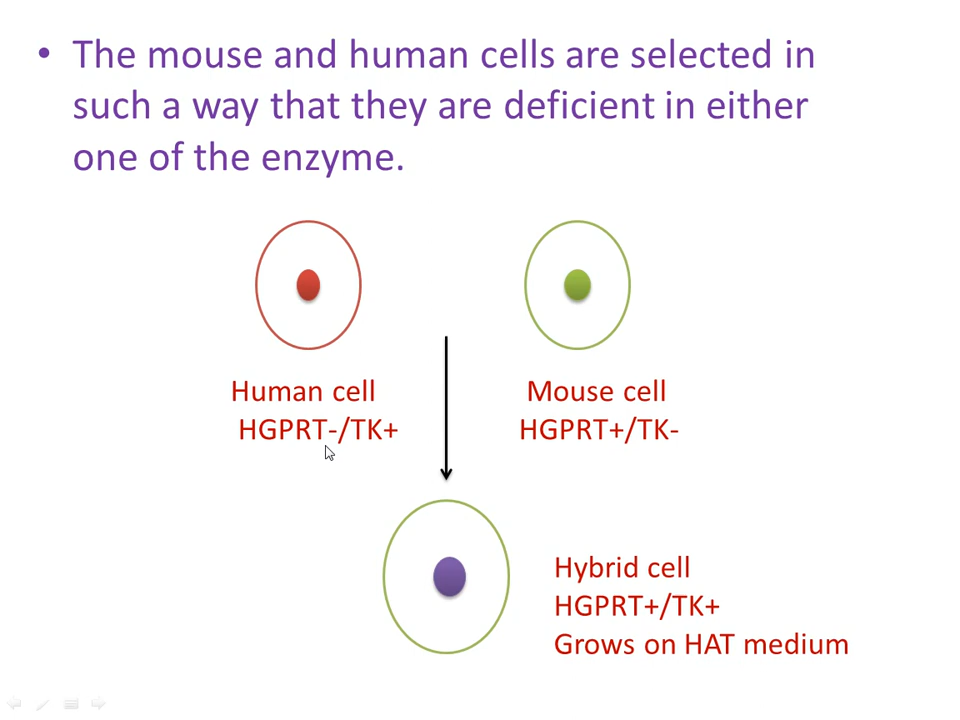 • The mouse and human cells are selected in
such a way that they are deficient in either
one of the enzyme.
Human cell
HGPRT-/TK+
Mouse cell
HGPRT+/TK-
Hybrid cell
HGPRT+/TK+
Grows on HAT medium